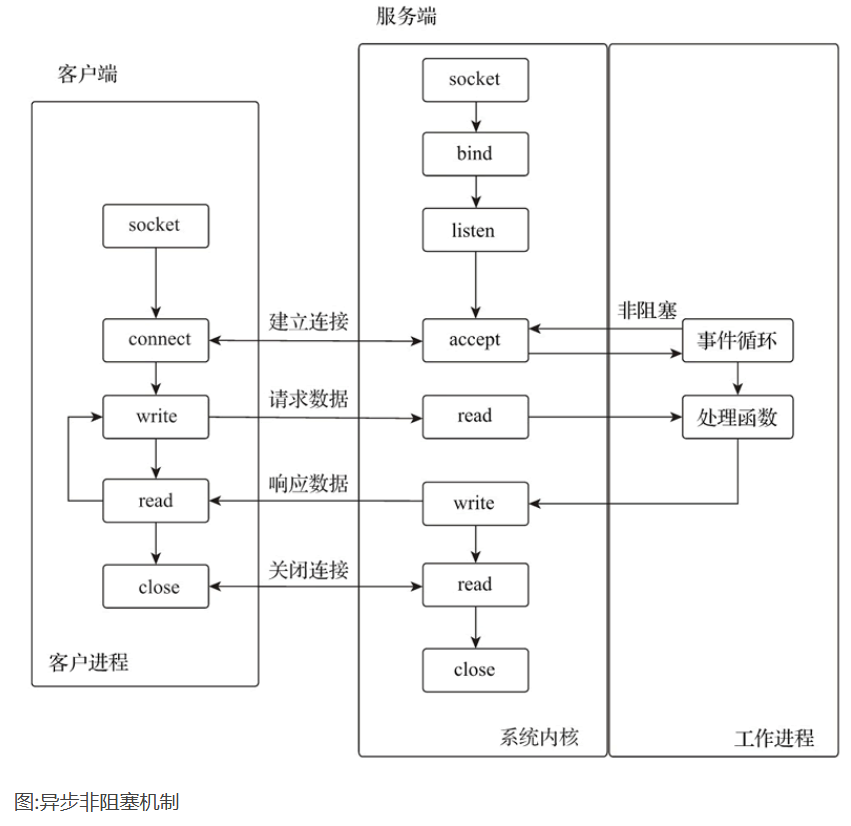 服务端
客户端
socket
bind
listen
socket
connect
建立连接
accept
非阻塞
事件循环
write
请求数据
read
处理函数
read
响应数据
write
close
关闭连接
read
close
客户进程
系统内核
工作进程
图:异步非阻塞机制